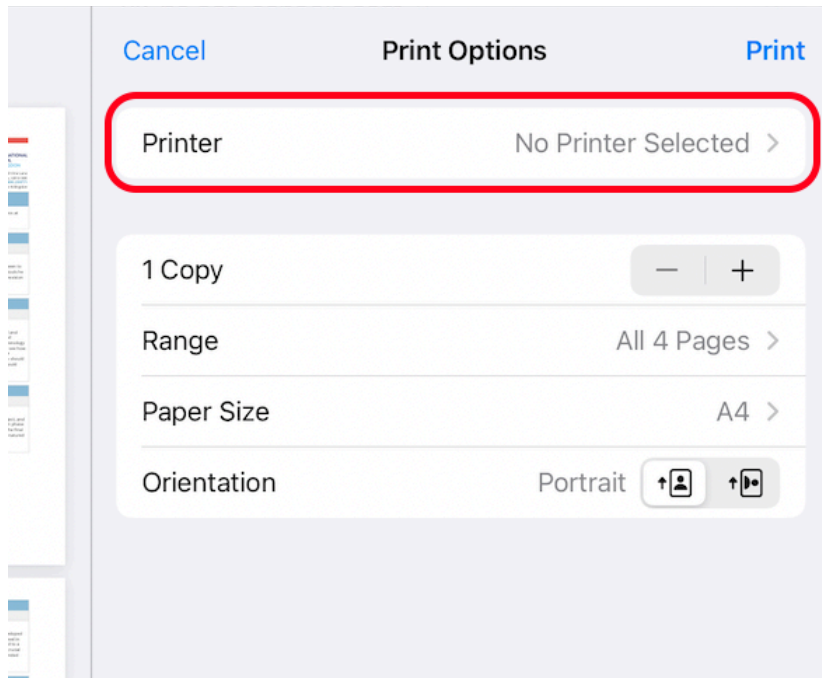 Cancel Print Options Print
Printer No Printer Selected
1 Copy
Range All 4 Pages
Paper Size A4
Orientation Portrait